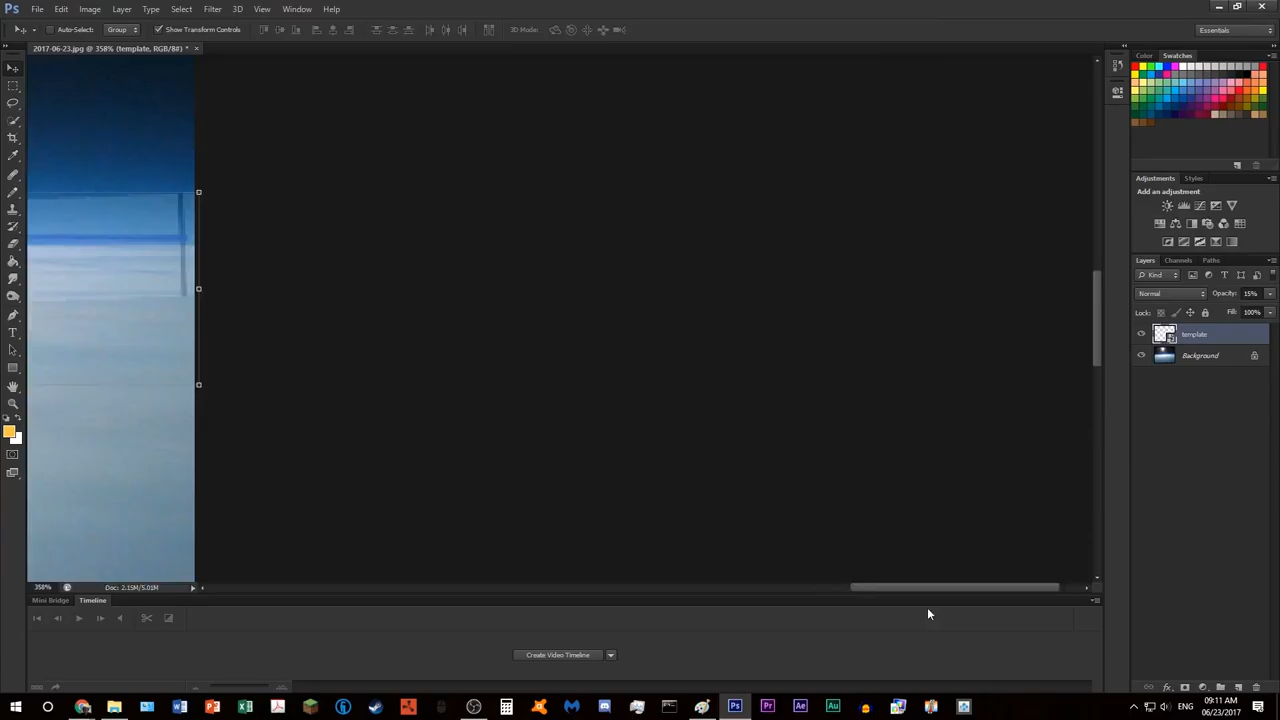 Ps File Edit Image Layer Type Select Filter 3D View Window Help
Auto-Select: Group Show Transform Controls 3D Mode: Essentials
2017-06-23.jpg @ 358% (template, RGB/8#) * ×
Color Swatches
Adjustments Styles
Add an adjustment
Layers Channels Paths
Kind
Normal Opacity: 15%
Lock: Fill: 100%
template
Background
358% Doc: 2.15M/5.01M
Mini Bridge Timeline
Create Video Timeline
ENG 09:11 AM
06/23/2017